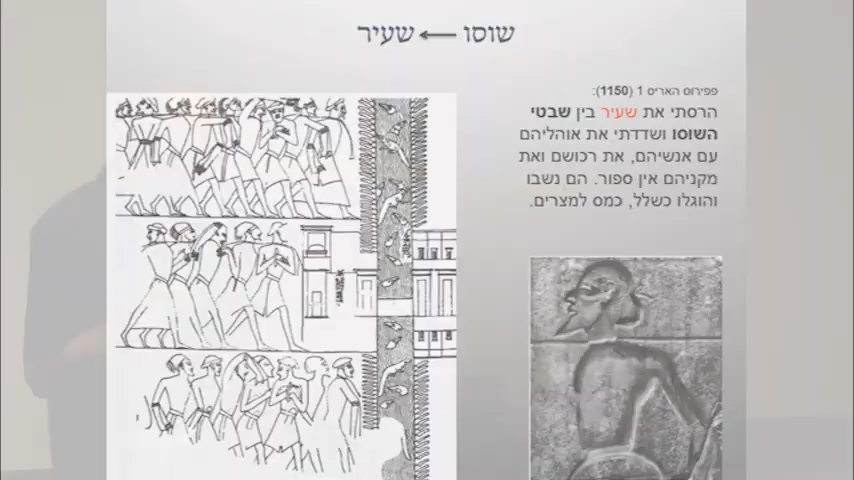 שוסו ← שעיר
פפירוס האריס 1 (1150):
הרסתי את שעיר בין שבטי
השוסו ושדדתי את אוהליהם
עם אנשיהם, את רכושם ואת
מקניהם אין ספור. הם נשבו
והוגלו כשלל, כמס למצרים.